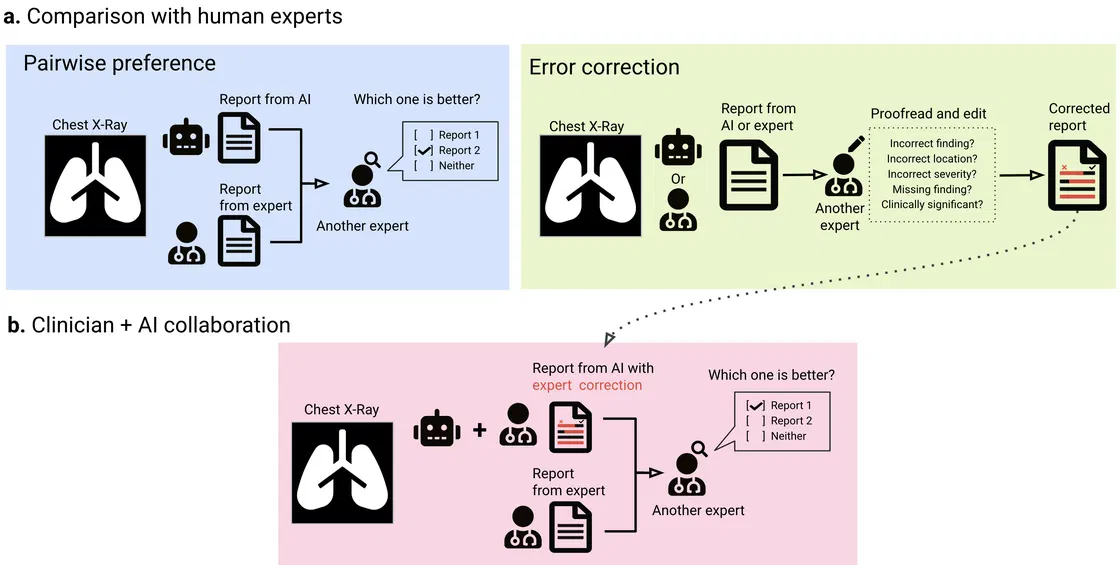 a. Comparison with human experts
Pairwise preference
Chest X-Ray
Report from AI
Report
from expert
Which one is better?
[ ] Report 1
[✔] Report 2
[ ] Neither
Another expert
Error correction
Chest X-Ray
Or
Report from
AI or expert
Another
expert
Proofread and edit
Incorrect finding?
Incorrect location?
Incorrect severity?
Missing finding?
Clinically significant?
Corrected
report
b. Clinician + AI collaboration
Chest X-Ray
+
Report from AI with
expert correction
Report
from expert
Which one is better?
[✔] Report 1
[ ] Report 2
[ ] Neither
Another expert